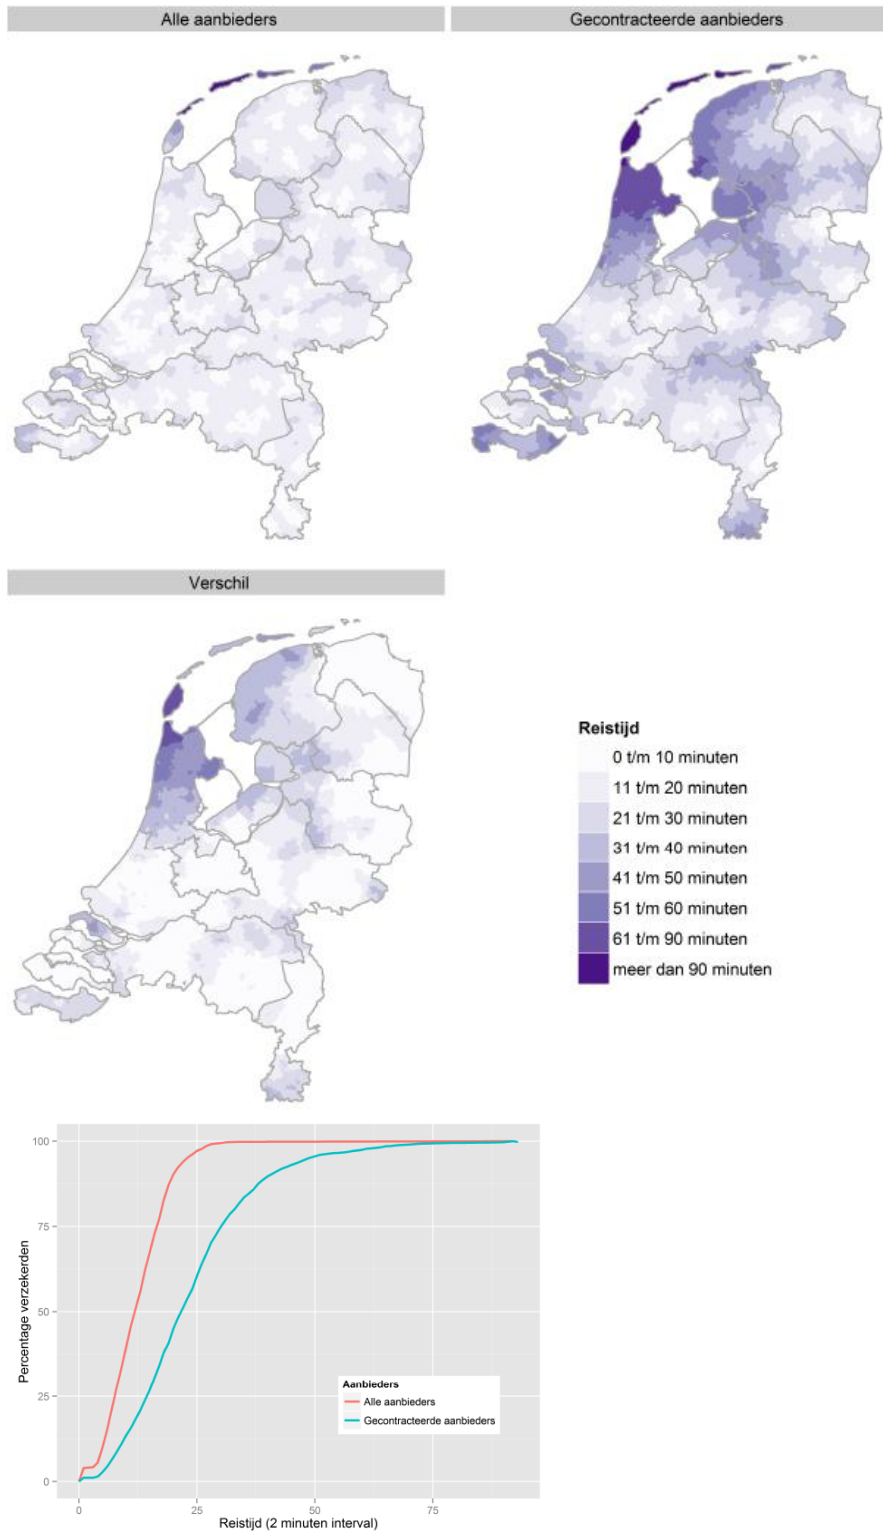 Alle aanbieders
Gecontracteerde aanbieders
Verschil
Reistijd
0 t/m 10 minuten
11 t/m 20 minuten
21 t/m 30 minuten
31 t/m 40 minuten
41 t/m 50 minuten
51 t/m 60 minuten
61 t/m 90 minuten
meer dan 90 minuten
Percentage verzekerden
100
75
50
25
0
Aanbieders
Alle aanbieders
Gecontracteerde aanbieders
0
25
50
75
Reistijd (2 minuten interval)